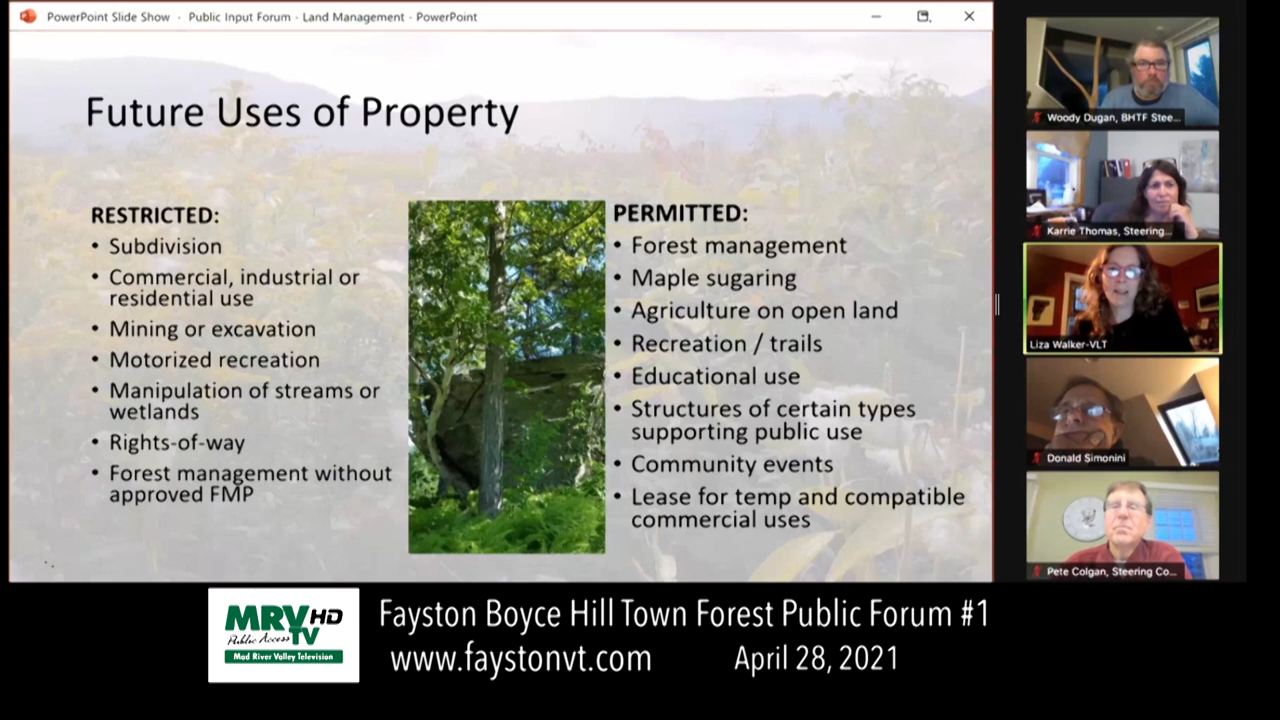 PowerPoint Slide Show - Public Input Forum - Land Management - PowerPoint
Future Uses of Property
RESTRICTED:
• Subdivision
• Commercial, industrial or
residential use
• Mining or excavation
• Motorized recreation
• Manipulation of streams or
wetlands
• Rights-of-way
• Forest management without
approved FMP
PERMITTED:
• Forest management
• Maple sugaring
• Agriculture on open land
• Recreation / trails
• Educational use
• Structures of certain types
supporting public use
• Community events
• Lease for temp and compatible
commercial uses
Woody Dugan, BHTF Stee...
Karrie Thomas, Steering...
Liza Walker-VLT
Donald Simonini
Pete Colgan, Steering Co...
MRV HD
Public Access TV
Mad River Valley Television
Fayston Boyce Hill Town Forest Public Forum #1
www.faystonvt.com April 28, 2021